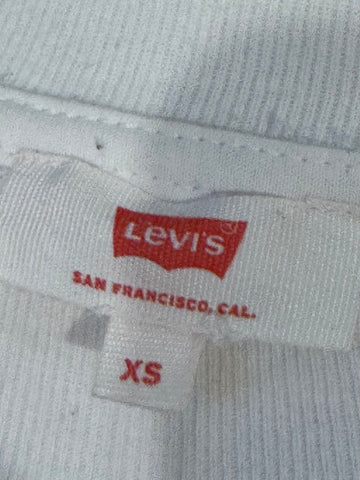 Levi's
SAN FRANCISCO, CAL.
XS